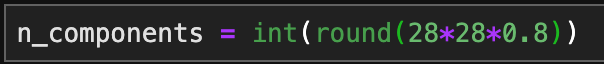 n_components = int(round(28*28*0.8))